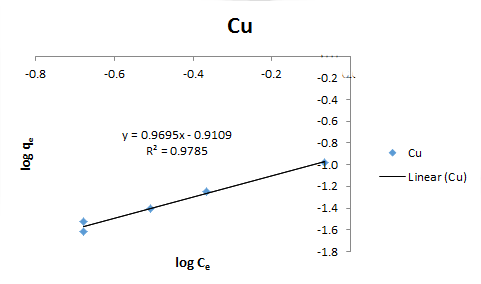 Cu
-0.8 -0.6 -0.4 -0.2
-0.2
-0.4
-0.6
-0.8
-1.0
-1.2
-1.4
-1.6
-1.8
y = 0.9695x - 0.9109
R² = 0.9785
log qe
log Ce
Cu
Linear (Cu)